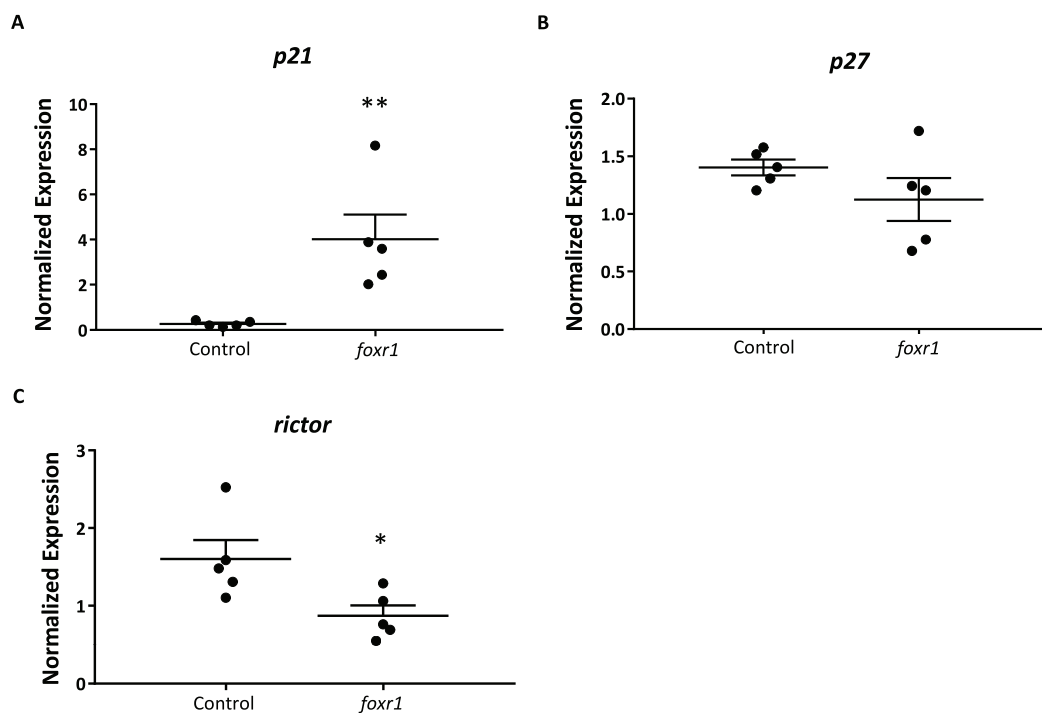 A
p21
Normalized Expression
10
8
6
4
2
0
**
Control
foxr1
B
p27
Normalized Expression
2.0
1.5
1.0
0.5
0.0
Control
foxr1
C
rictor
Normalized Expression
3
2
1
0
*
Control
foxr1